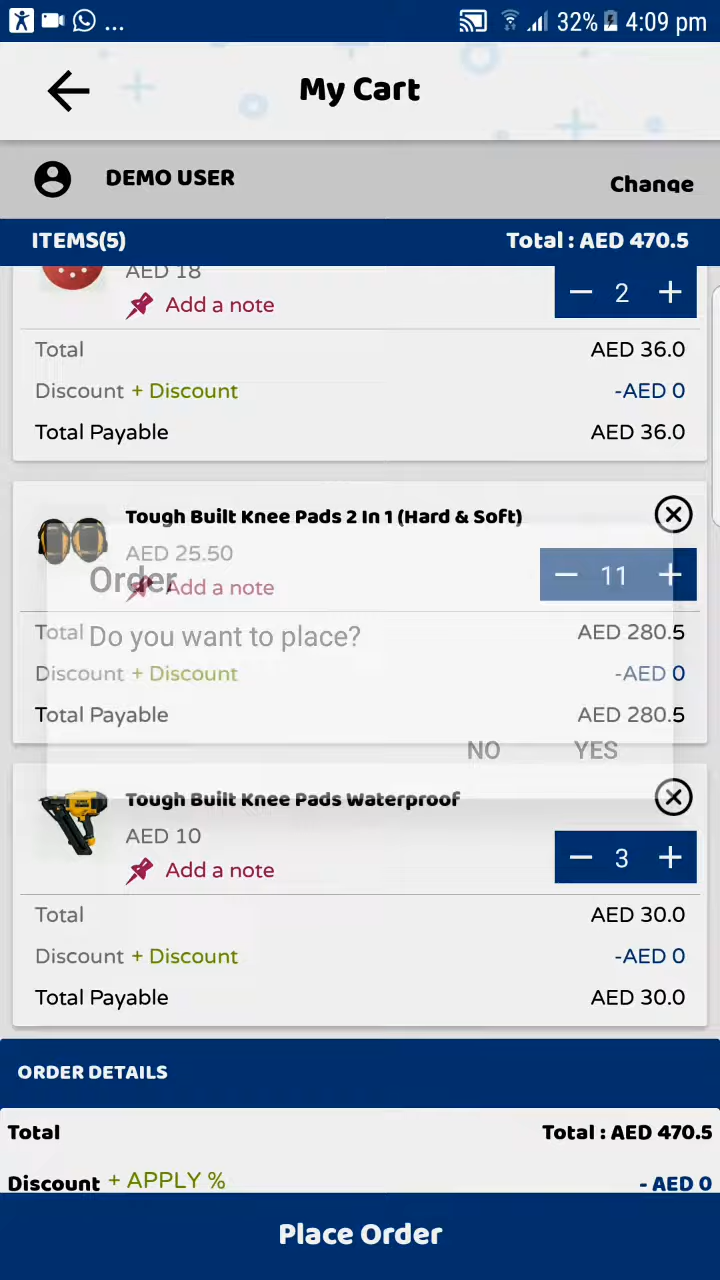 ... 32% 4:09 pm
My Cart
DEMO USER Change
ITEMS(5) Total : AED 470.5
AED 18
Add a note − 2 +
Total AED 36.0
Discount + Discount -AED 0
Total Payable AED 36.0
Tough Built Knee Pads 2 In 1 (Hard & Soft)
AED 25.50
Add a note − 11 +
Total AED 280.5
Discount + Discount -AED 0
Total Payable AED 280.5
Order
Do you want to place?
NO YES
Tough Built Knee Pads Waterproof
AED 10
Add a note − 3 +
Total AED 30.0
Discount + Discount -AED 0
Total Payable AED 30.0
ORDER DETAILS
Total Total : AED 470.5
Discount + APPLY % - AED 0
Place Order